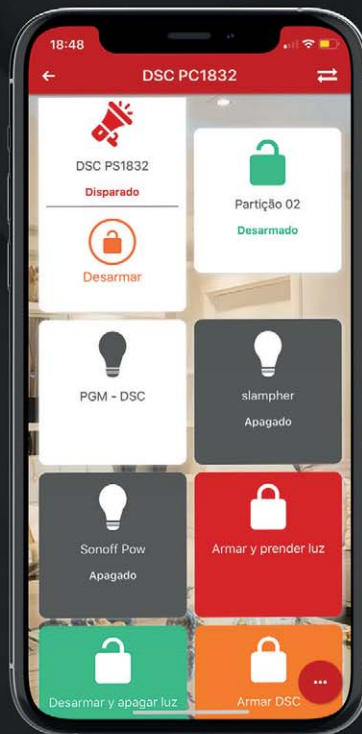 18:48
DSC PC1832
DSC PS1832
Disparado
Desarmar
Partição 02
Desarmado
PGM - DSC
slampher
Apagado
Sonoff Pow
Apagado
Armar y prender luz
Desarmar y apagar luz
Armar DSC